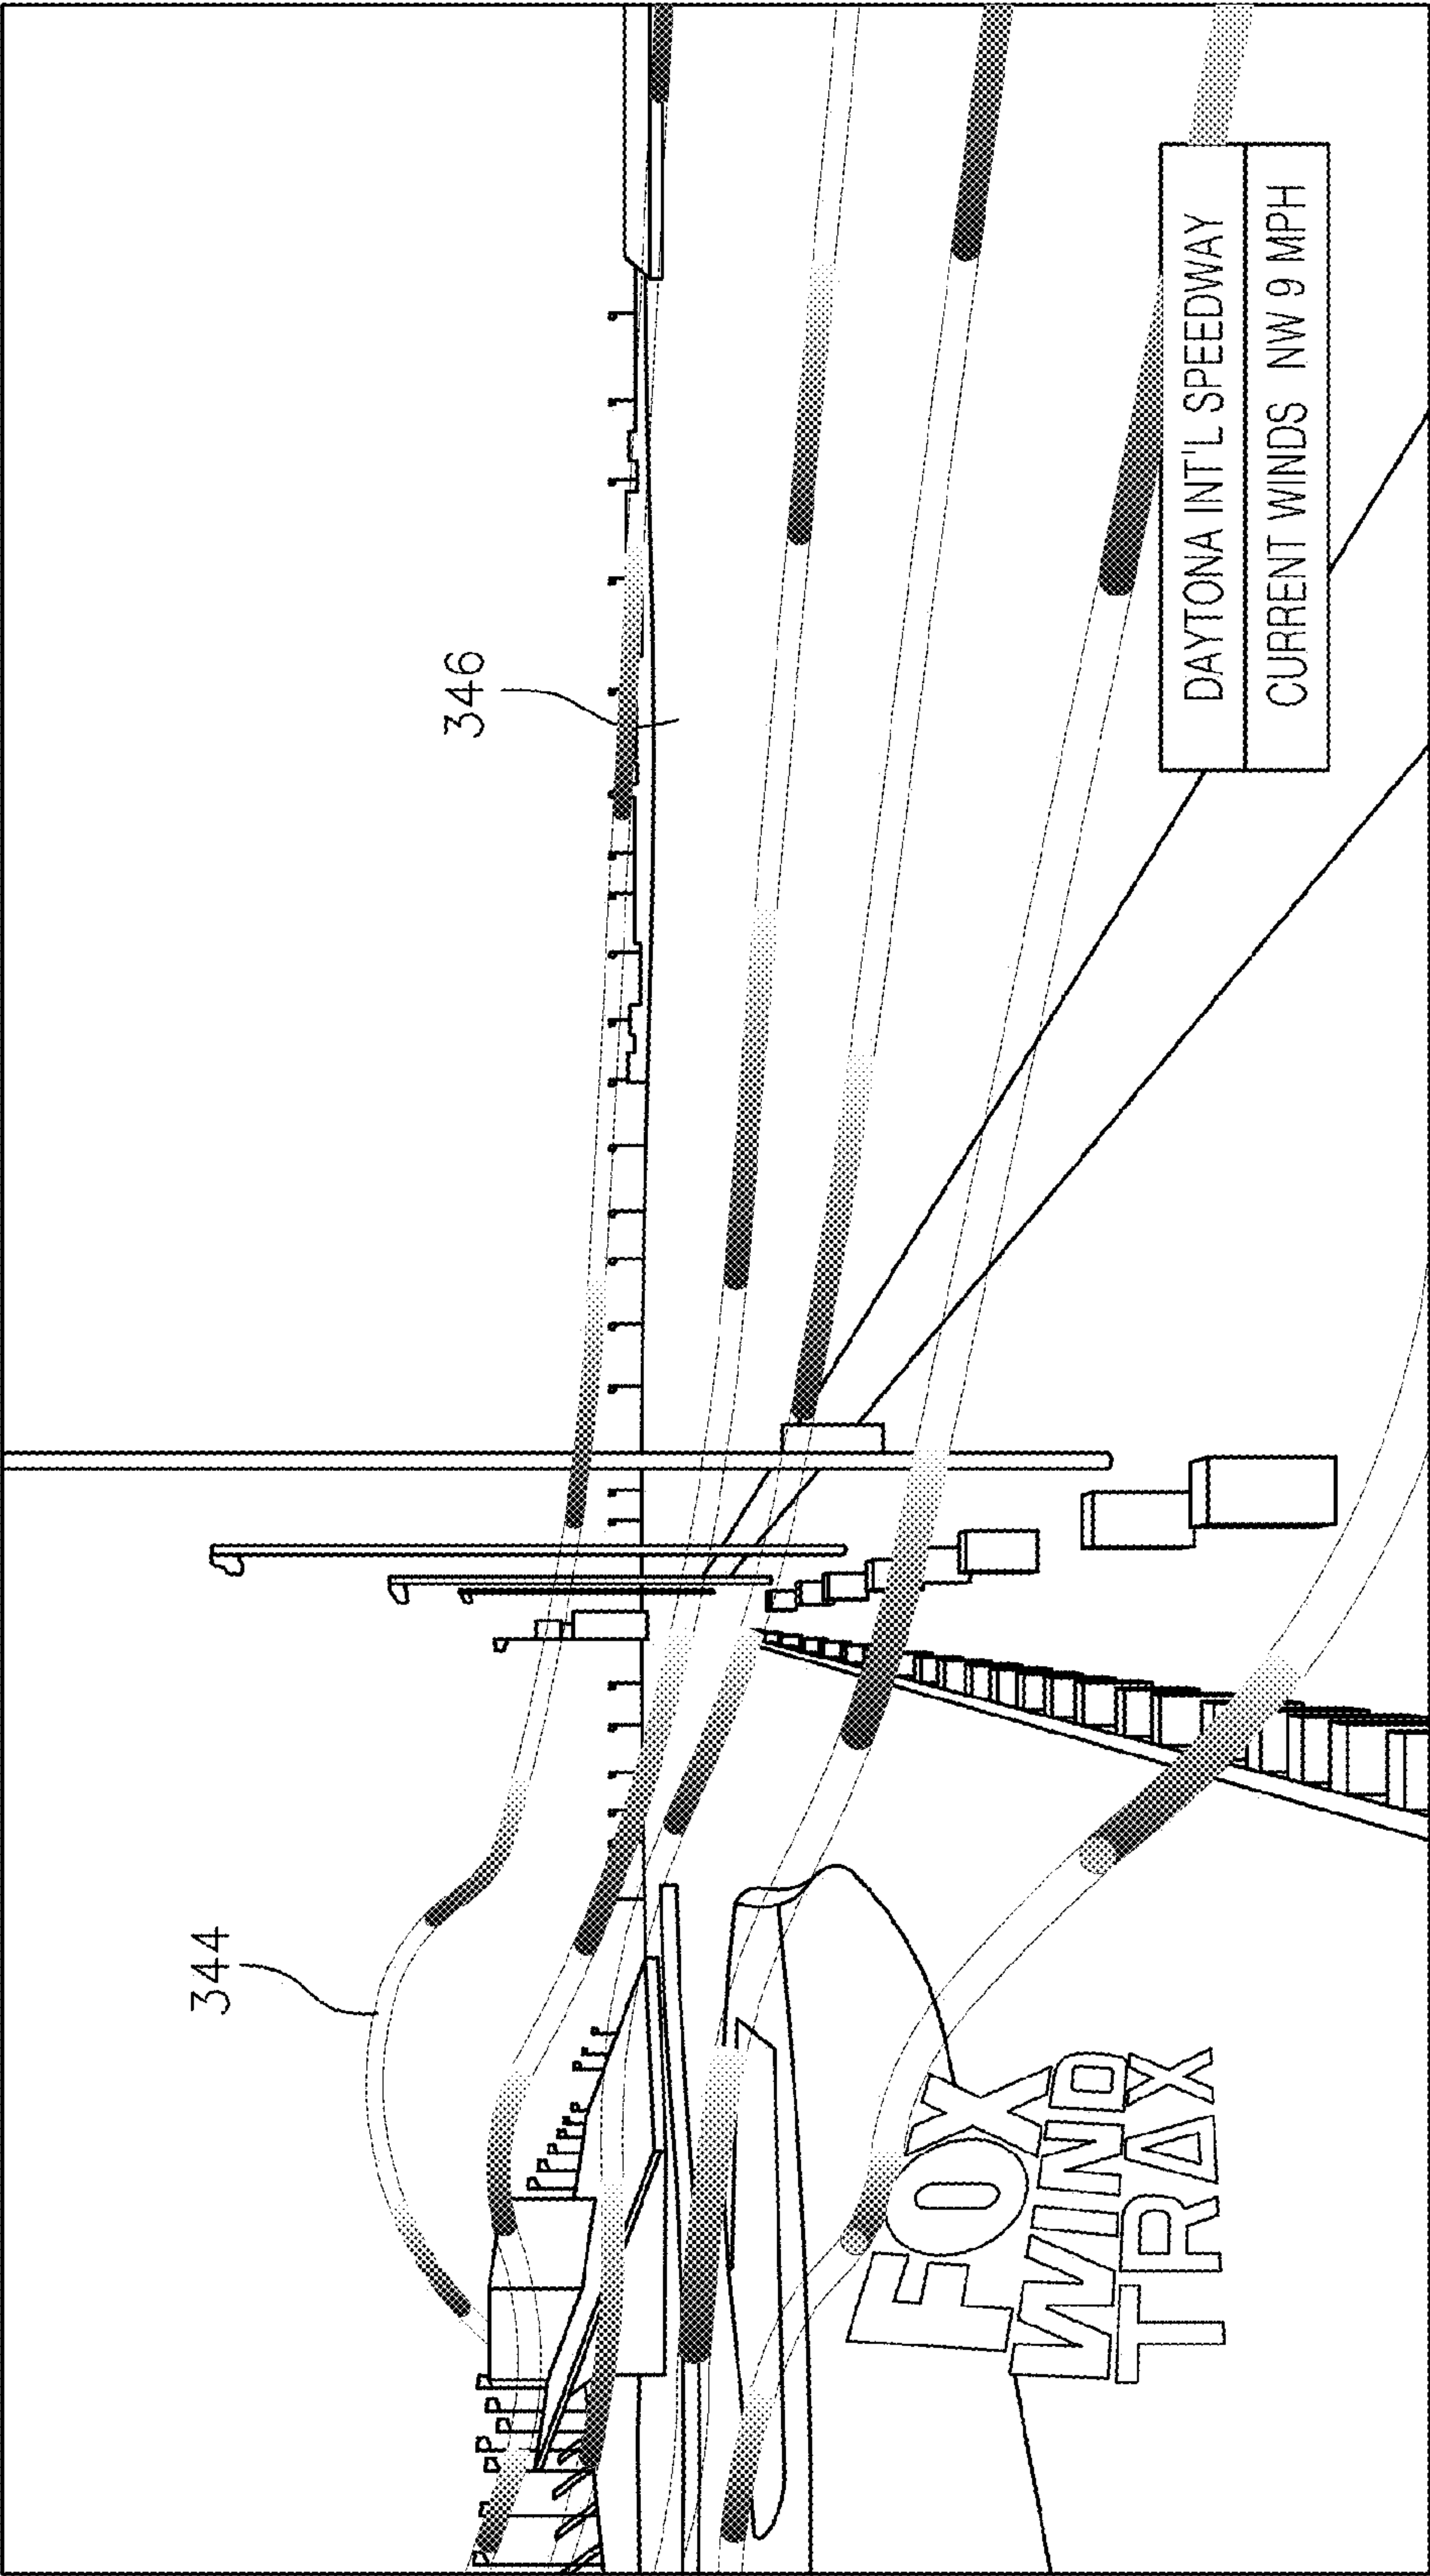 344
346
DAYTONA INT'L SPEEDWAY
CURRENT WINDS NW 9 MPH
FOX
WIND
TRAX